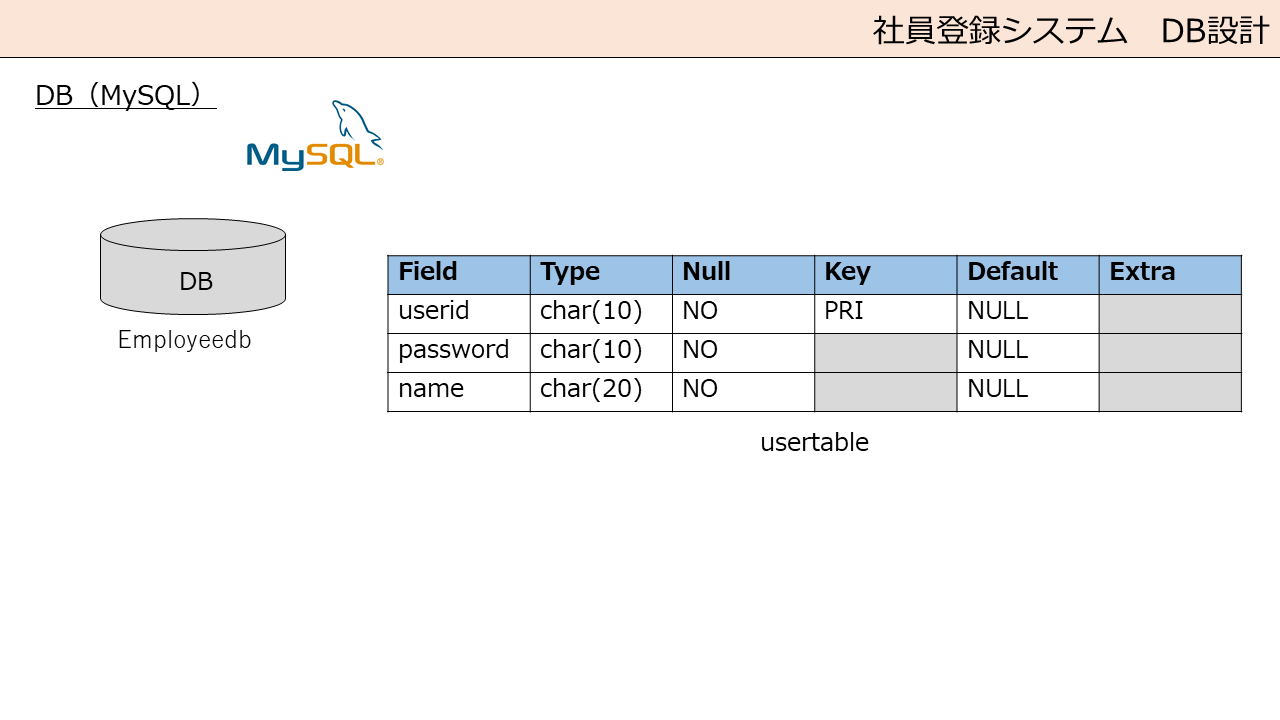 社員登録システム　DB設計
DB（MySQL）
MySQL®
DB
Employeedb
Field Type Null Key Default Extra
userid char(10) NO PRI NULL
password char(10) NO NULL
name char(20) NO NULL
usertable